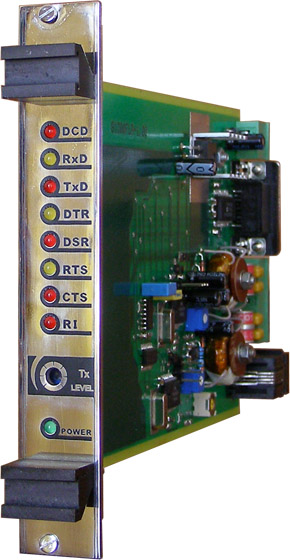 DCD
RxD
TxD
DTR
DSR
RTS
CTS
RI
Tx
LEVEL
POWER